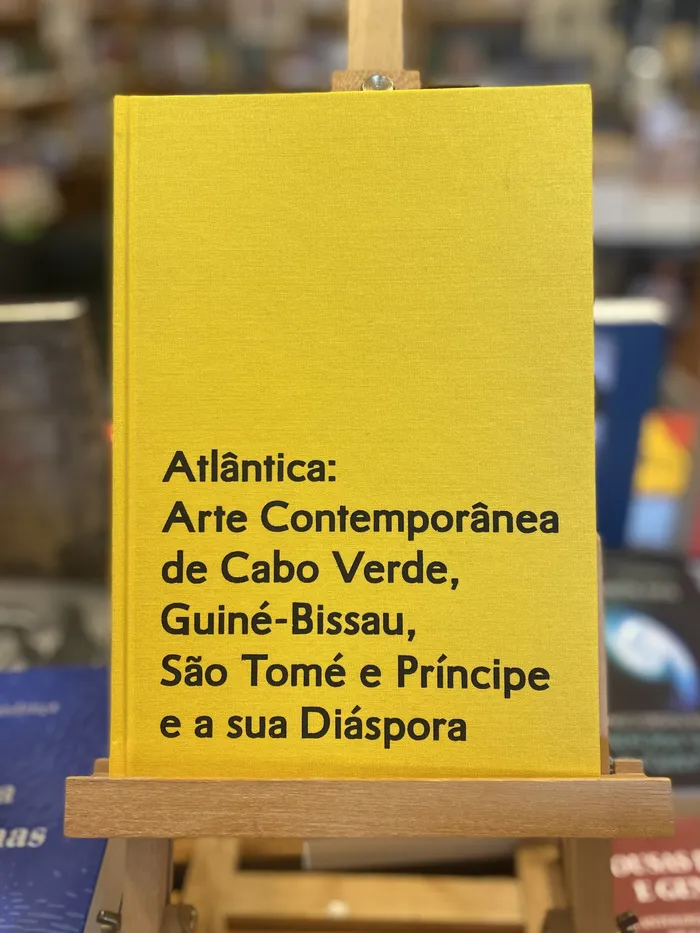 Atlântica:
Arte Contemporânea
de Cabo Verde,
Guiné-Bissau,
São Tomé e Príncipe
e a sua Diáspora